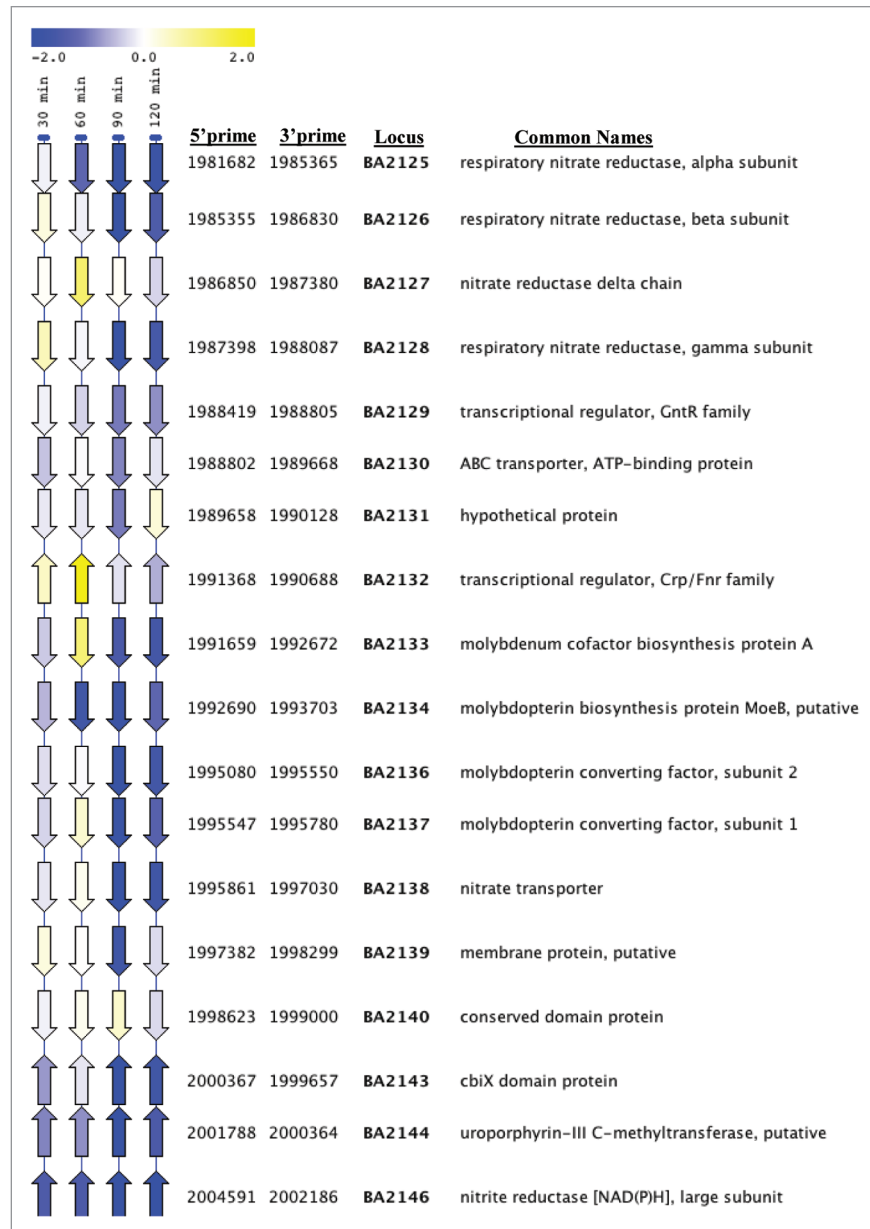 -2.0 0.0 2.0
30 min 60 min 90 min 120 min
5'prime 3'prime Locus Common Names
1981682 1985365 BA2125 respiratory nitrate reductase, alpha subunit
1985355 1986830 BA2126 respiratory nitrate reductase, beta subunit
1986850 1987380 BA2127 nitrate reductase delta chain
1987398 1988087 BA2128 respiratory nitrate reductase, gamma subunit
1988419 1988805 BA2129 transcriptional regulator, GntR family
1988802 1989668 BA2130 ABC transporter, ATP-binding protein
1989658 1990128 BA2131 hypothetical protein
1991368 1990688 BA2132 transcriptional regulator, Crp/Fnr family
1991659 1992672 BA2133 molybdenum cofactor biosynthesis protein A
1992690 1993703 BA2134 molybdopterin biosynthesis protein MoeB, putative
1995080 1995550 BA2136 molybdopterin converting factor, subunit 2
1995547 1995780 BA2137 molybdopterin converting factor, subunit 1
1995861 1997030 BA2138 nitrate transporter
1997382 1998299 BA2139 membrane protein, putative
1998623 1999000 BA2140 conserved domain protein
2000367 1999657 BA2143 cbiX domain protein
2001788 2000364 BA2144 uroporphyrin-III C-methyltransferase, putative
2004591 2002186 BA2146 nitrite reductase [NAD(P)H], large subunit